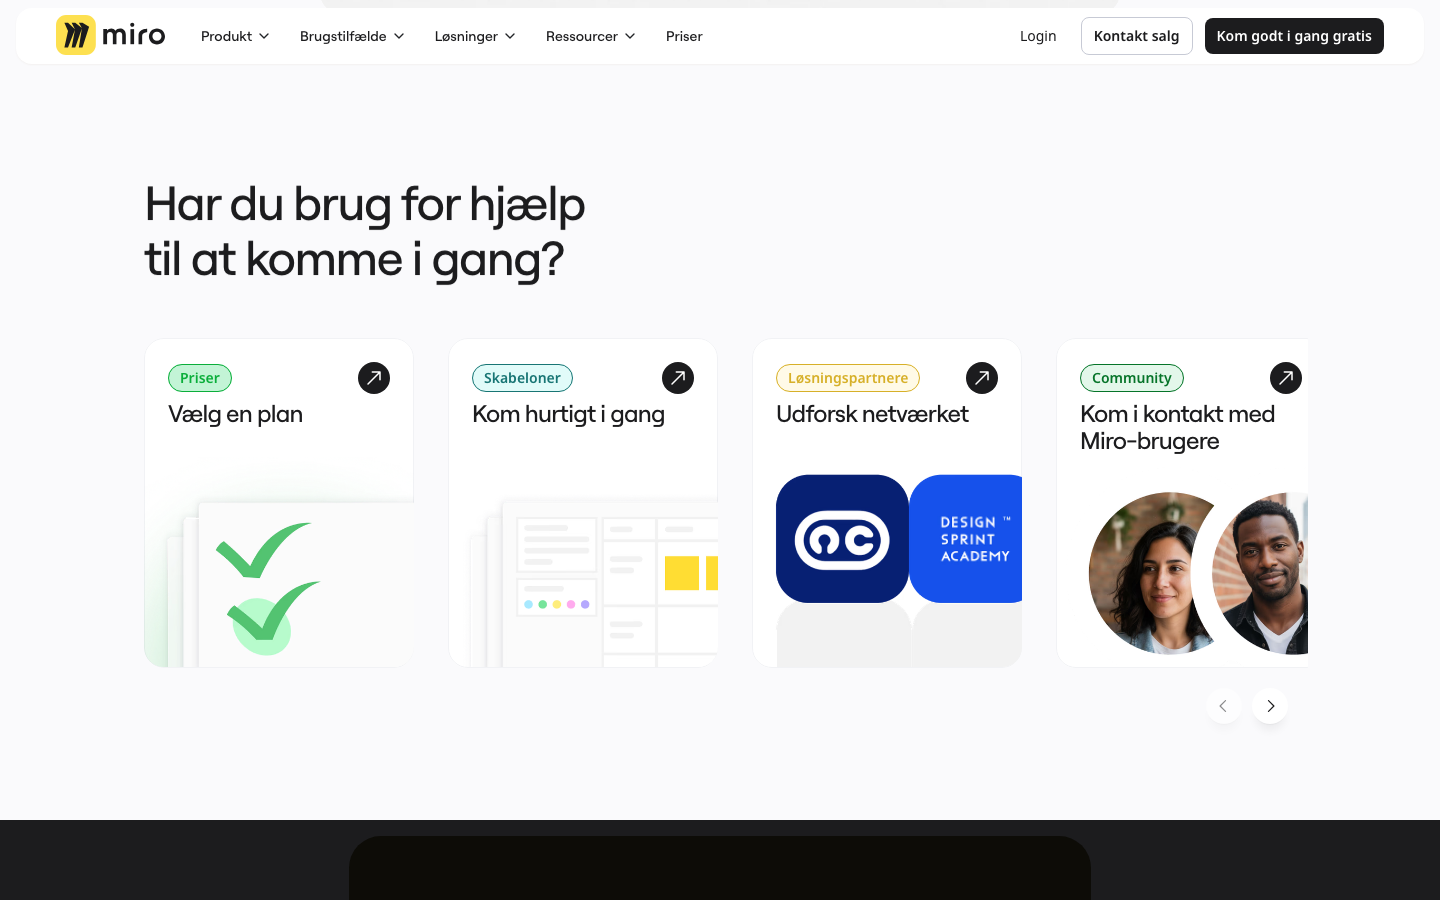 miro
Produkt
Brugstilfælde
Løsninger
Ressourcer
Priser
Login
Kontakt salg
Kom godt i gang gratis
Har du brug for hjælp
til at komme i gang?
Priser
Vælg en plan
Skabeloner
Kom hurtigt i gang
Løsningspartnere
Udforsk netværket
DESIGN ™
SPRINT
ACADEMY
Community
Kom i kontakt med
Miro-brugere